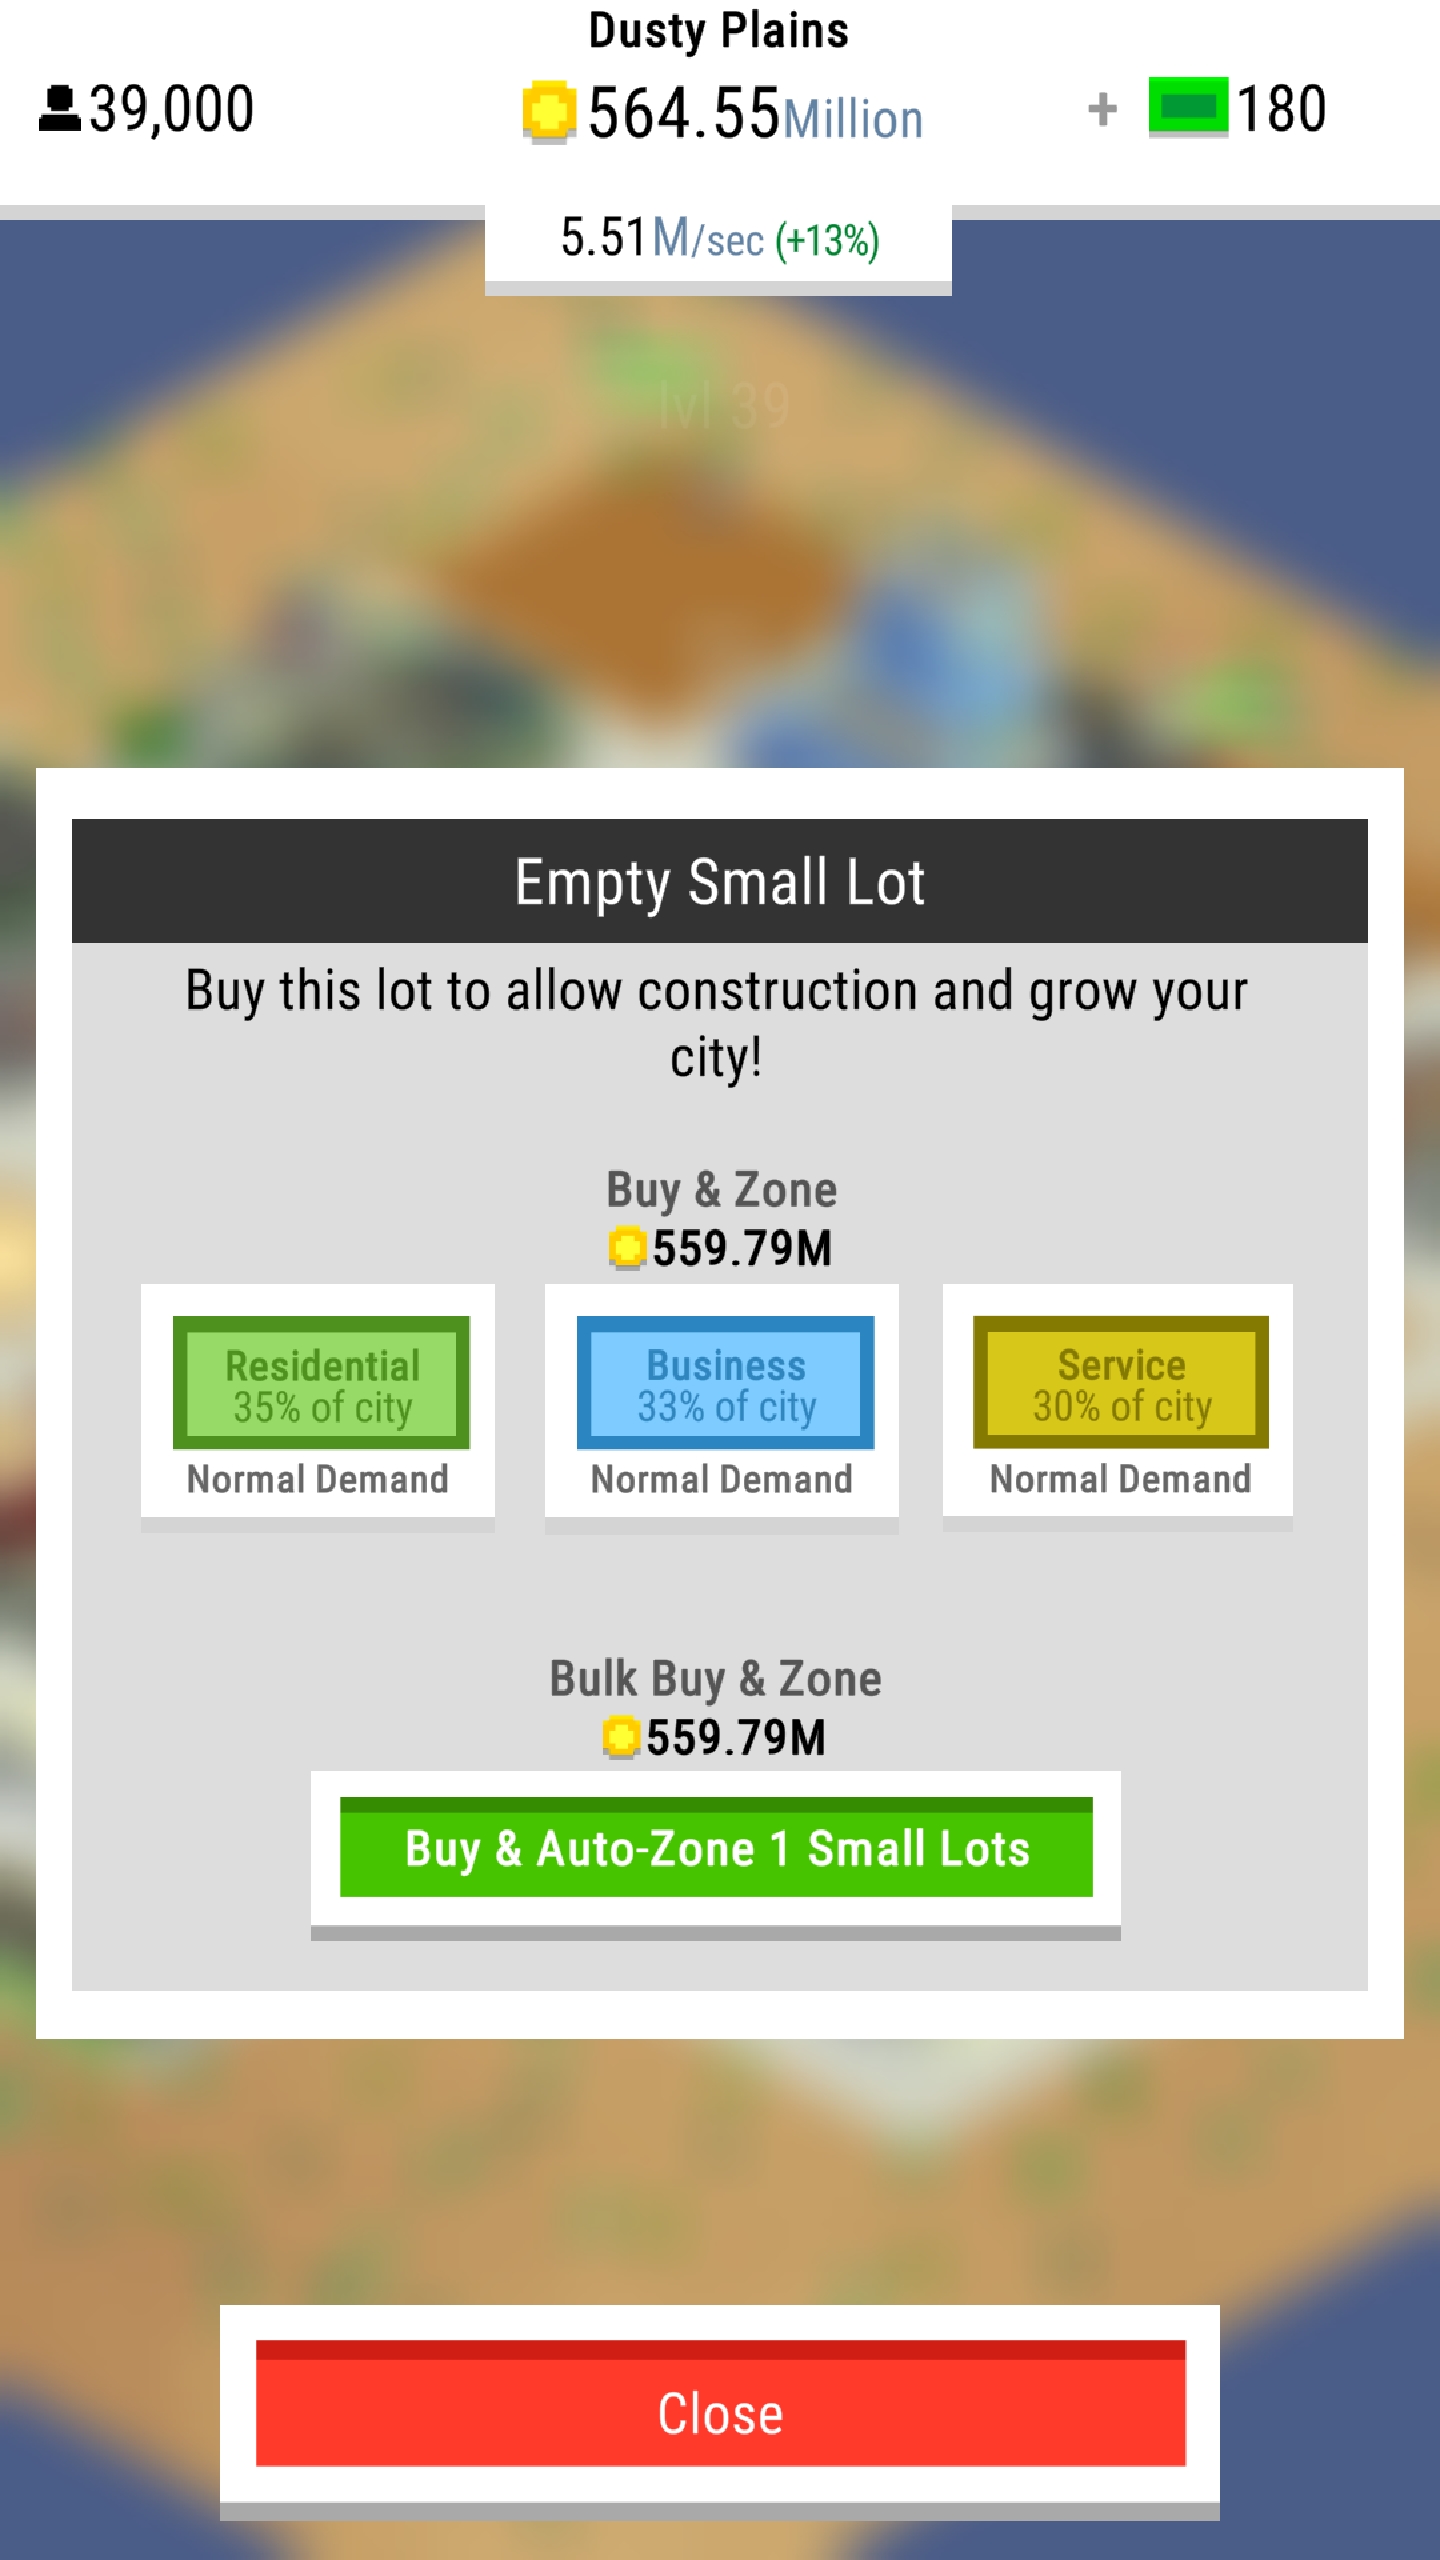 Dusty Plains
39,000
564.55Million
+ 180
5.51M/sec (+13%)
lvl 39
Empty Small Lot
Buy this lot to allow construction and grow your
city!
Buy & Zone
559.79M
Residential
35% of city
Normal Demand
Business
33% of city
Normal Demand
Service
30% of city
Normal Demand
Bulk Buy & Zone
559.79M
Buy & Auto-Zone 1 Small Lots
Close